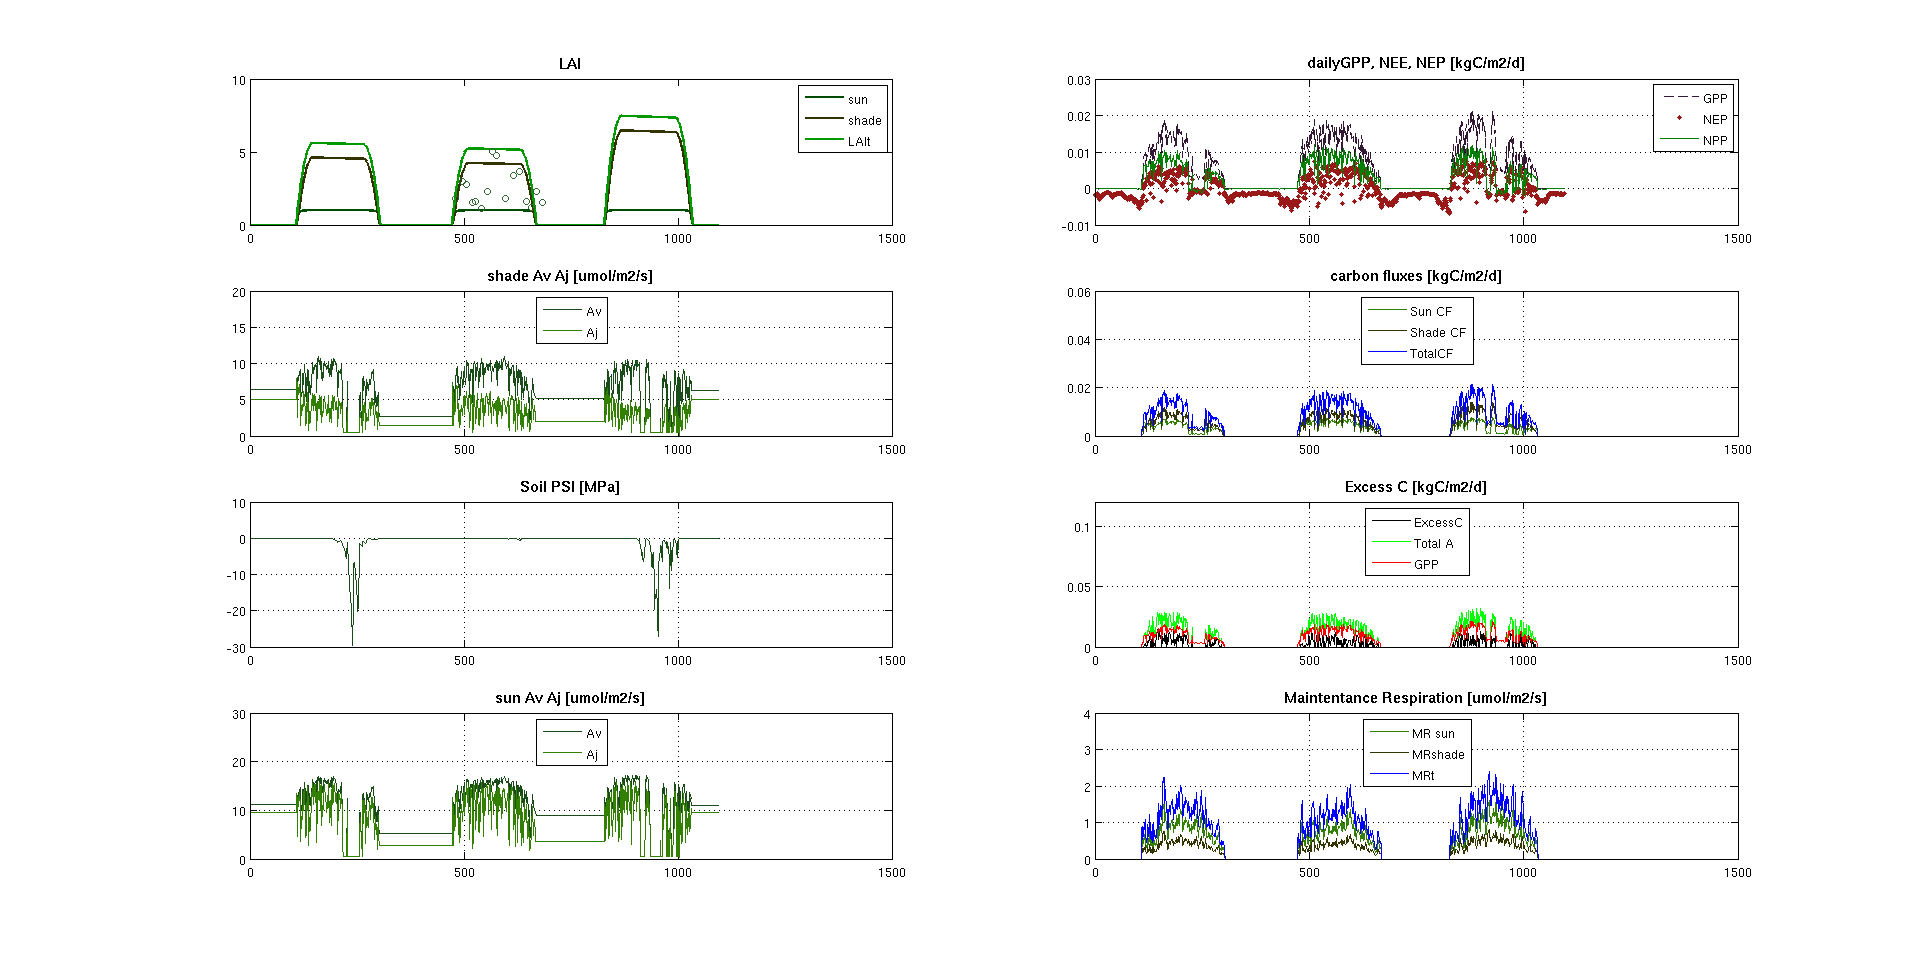 LAI
10
5
0
0
500
1000
1500
sun
shade
LAIt
dailyGPP, NEE, NEP [kgC/m2/d]
0.03
0.02
0.01
0
-0.01
0
500
1000
1500
GPP
NEP
NPP
shade Av Aj [umol/m2/s]
20
15
10
5
0
0
500
1000
1500
Av
Aj
carbon fluxes [kgC/m2/d]
0.06
0.04
0.02
0
0
500
1000
1500
Sun CF
Shade CF
TotalCF
Soil PSI [MPa]
10
0
-10
-20
-30
0
500
1000
1500
Excess C [kgC/m2/d]
0.1
0.05
0
0
500
1000
1500
ExcessC
Total A
GPP
sun Av Aj [umol/m2/s]
30
20
10
0
0
500
1000
1500
Av
Aj
Maintentance Respiration [umol/m2/s]
4
3
2
1
0
0
500
1000
1500
MR sun
MRshade
MRt